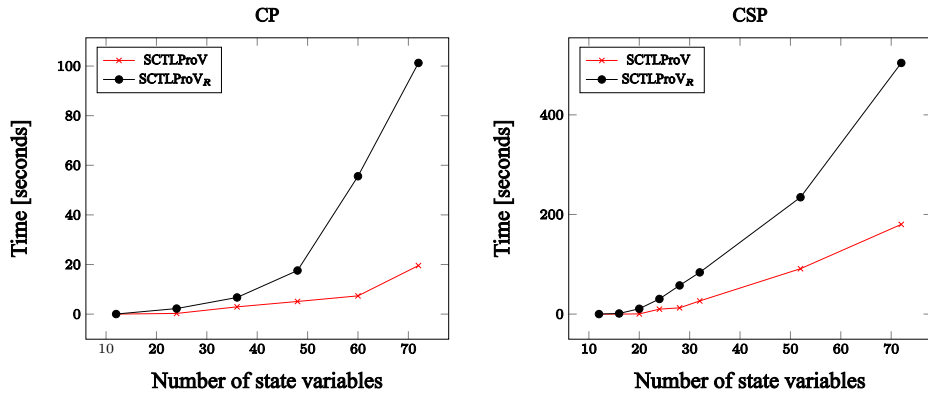 CP
SCTLProV
SCTLProV_R
100
80
60
40
20
0
10 20 30 40 50 60 70
Time [seconds]
Number of state variables
CSP
SCTLProV
SCTLProV_R
400
200
0
10 20 30 40 50 60 70
Time [seconds]
Number of state variables